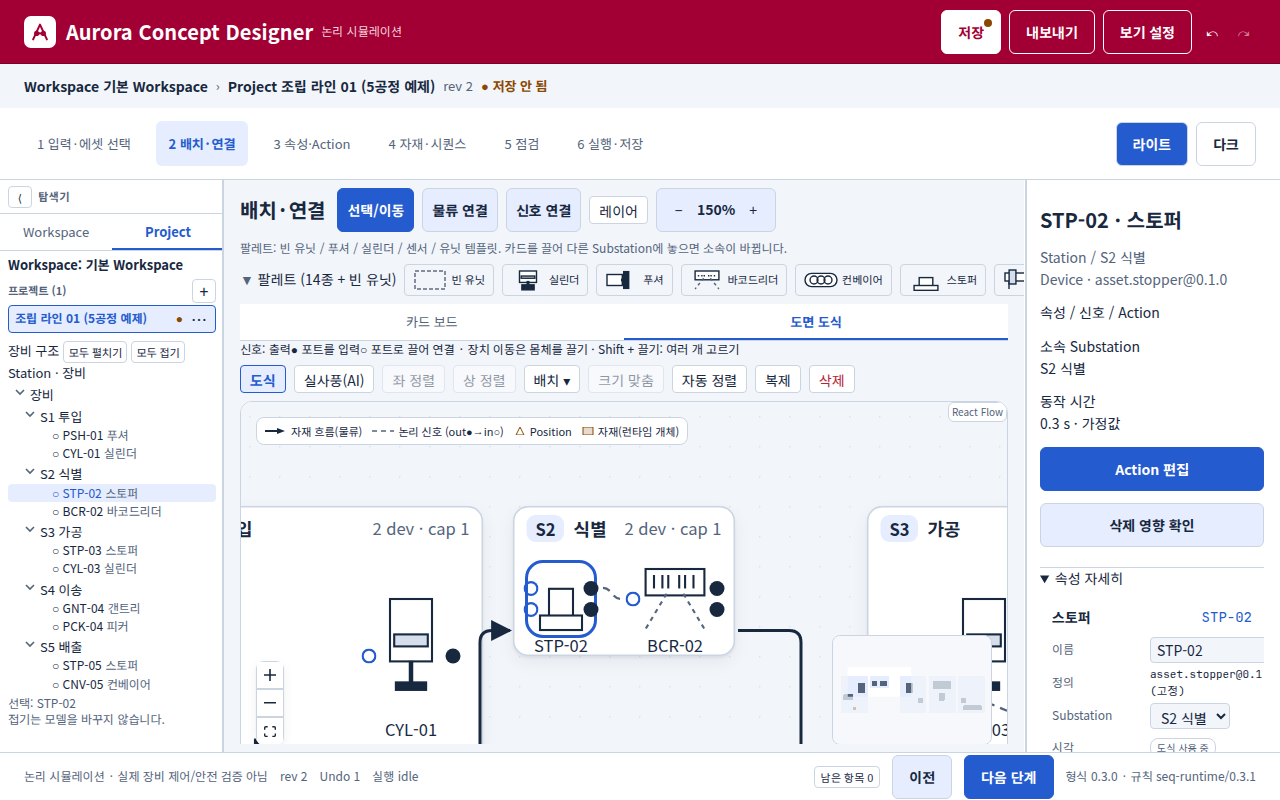 Aurora Concept Designer 논리 시뮬레이션 저장 내보내기 보기 설정
Workspace 기본 Workspace › Project 조립 라인 01 (5공정 예제) rev 2 ● 저장 안 됨
1 입력·에셋 선택 2 배치·연결 3 속성·Action 4 자재·시퀀스 5 점검 6 실행·저장 라이트 다크
⟨ 탐색기
Workspace Project
Workspace: 기본 Workspace
프로젝트 (1) +
조립 라인 01 (5공정 예제) ● ···
장비 구조 모두 펼치기 모두 접기
Station · 장비
장비
S1 투입
○ PSH-01 푸셔
○ CYL-01 실린더
S2 식별
○ STP-02 스토퍼
○ BCR-02 바코드리더
S3 가공
○ STP-03 스토퍼
○ CYL-03 실린더
S4 이송
○ GNT-04 갠트리
○ PCK-04 피커
S5 배출
○ STP-05 스토퍼
○ CNV-05 컨베이어
선택: STP-02
접기는 모델을 바꾸지 않습니다.
배치·연결 선택/이동 물류 연결 신호 연결 레이어 − 150% +
팔레트: 빈 유닛 / 푸셔 / 실린더 / 센서 / 유닛 템플릿. 카드를 끌어 다른 Substation에 놓으면 소속이 바뀝니다.
▼ 팔레트 (14종 + 빈 유닛) 빈 유닛 실린더 푸셔 바코드리더 컨베이어 스토퍼
카드 보드 도면 도식
신호: 출력● 포트를 입력○ 포트로 끌어 연결 · 장치 이동은 몸체를 끌기 · Shift + 끌기: 여러 개 고르기
도식 실사풍(AI) 좌 정렬 상 정렬 배치 ▾ 크기 맞춤 자동 정렬 복제 삭제
React Flow
자재 흐름(물류) 논리 신호 (out●→in○) △ Position 자재(런타임 개체)
입 2 dev · cap 1 S2 식별 2 dev · cap 1 S3 가공
STP-02 BCR-02
CYL-01 03
STP-02 · 스토퍼
Station / S2 식별
Device · asset.stopper@0.1.0
속성 / 신호 / Action
소속 Substation
S2 식별
동작 시간
0.3 s · 가정값
Action 편집
삭제 영향 확인
▼ 속성 자세히
스토퍼 STP-02
이름 STP-02
정의 asset.stopper@0.1
(고정)
Substation S2 식별
시각 도식 사용 중
논리 시뮬레이션 · 실제 장비 제어/안전 검증 아님 rev 2 Undo 1 실행 idle 남은 항목 0 이전 다음 단계 형식 0.3.0 · 규칙 seq-runtime/0.3.1